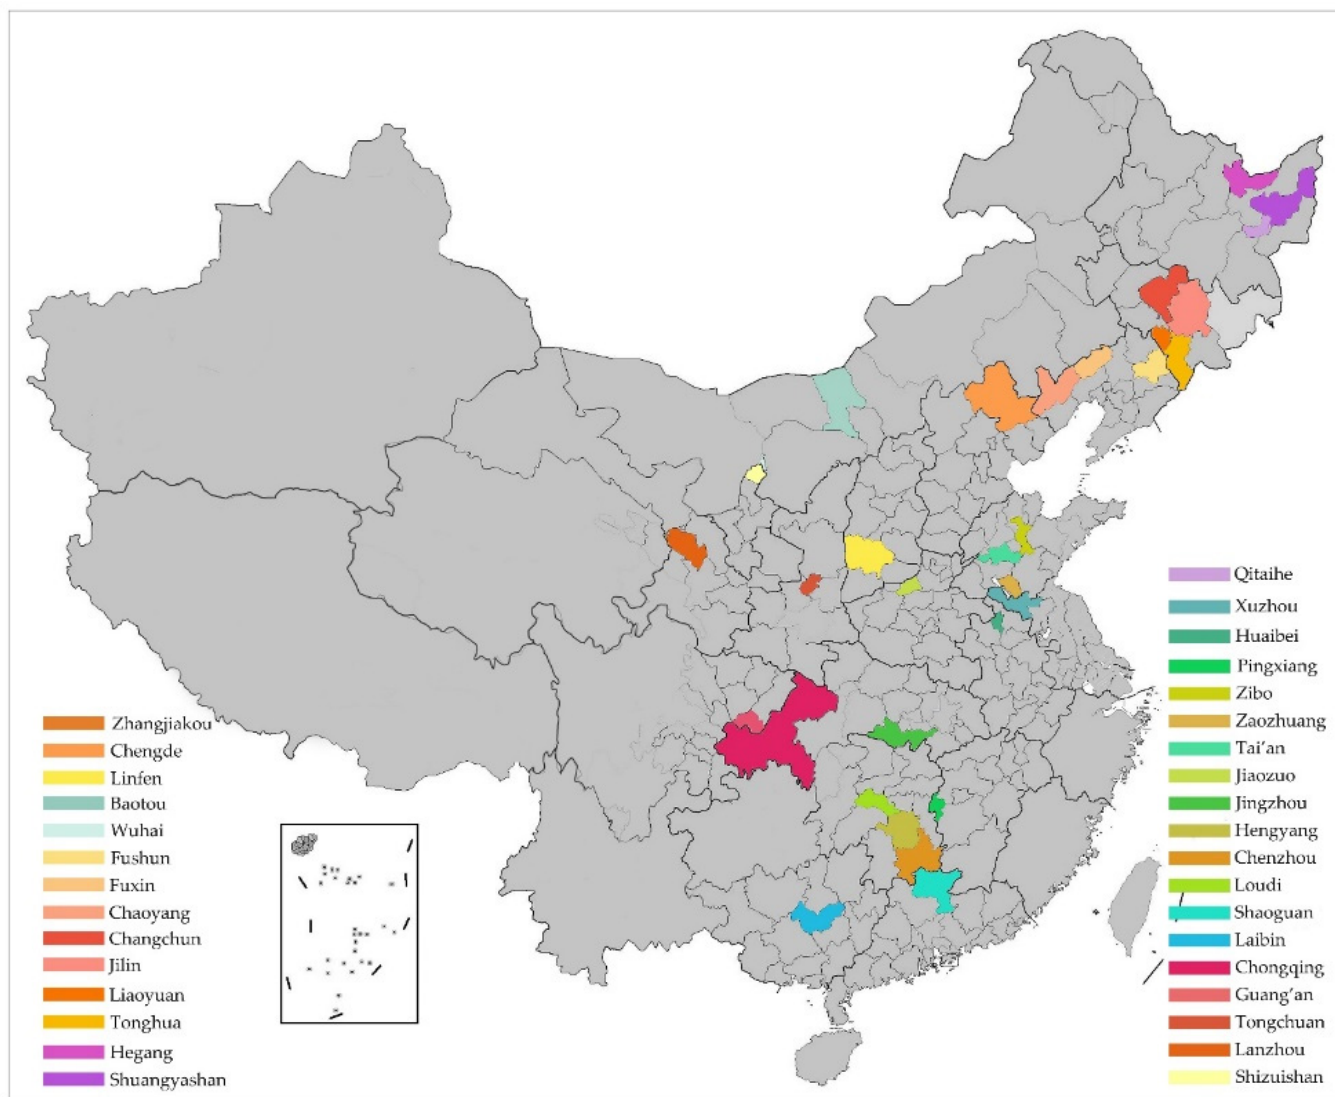 Zhangjiakou
Chengde
Linfen
Baotou
Wuhai
Fushun
Fuxin
Chaoyang
Changchun
Jilin
Liaoyuan
Tonghua
Hegang
Shuangyashan
Qitaihe
Xuzhou
Huaibei
Pingxiang
Zibo
Zaozhuang
Tai'an
Jiaozuo
Jingzhou
Hengyang
Chenzhou
Loudi
Shaoguan
Laibin
Chongqing
Guang'an
Tongchuan
Lanzhou
Shizuishan